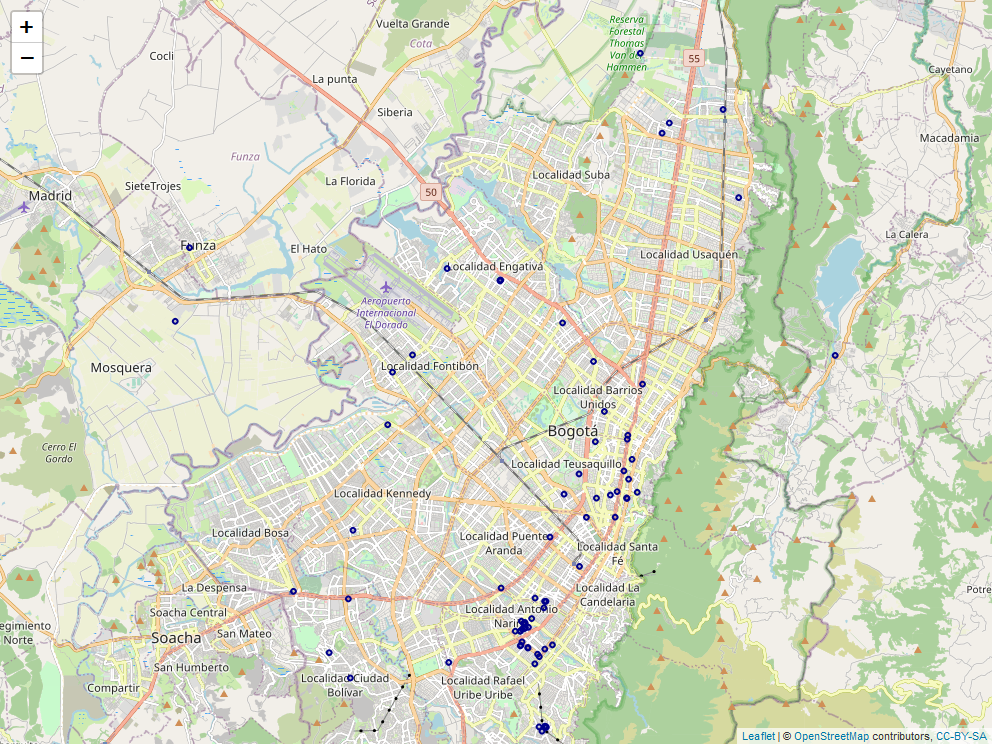 +
−
Vuelta Grande
Reserva
Forestal
Thomas
Van der
Hammen
Cota
Cocli
55
Cayetano
La punta
Siberia
Macadamia
Funza
SieteTrojes
La Florida
Localidad Suba
50
Madrid
Funza
El Hato
La Calera
Localidad Usaquén
Localidad Engativá
Aeropuerto
Internacional
El Dorado
Mosquera
Localidad Fontibón
Localidad Barrios
Unidos
Bogotá
Cerro El
Gordo
Localidad Teusaquillo
Localidad Kennedy
Localidad Bosa
Localidad Puente
Aranda
Localidad Santa
Fé
La Despensa
Localidad La
Candelaria
Potre
Soacha Central
Localidad Antonio
Nari
egimiento
Norte
Soacha
San Mateo
San Humberto
Localidad Ciudad
Bolívar
Localidad Rafael
Uribe Uribe
Compartir
Leaflet | © OpenStreetMap contributors, CC-BY-SA